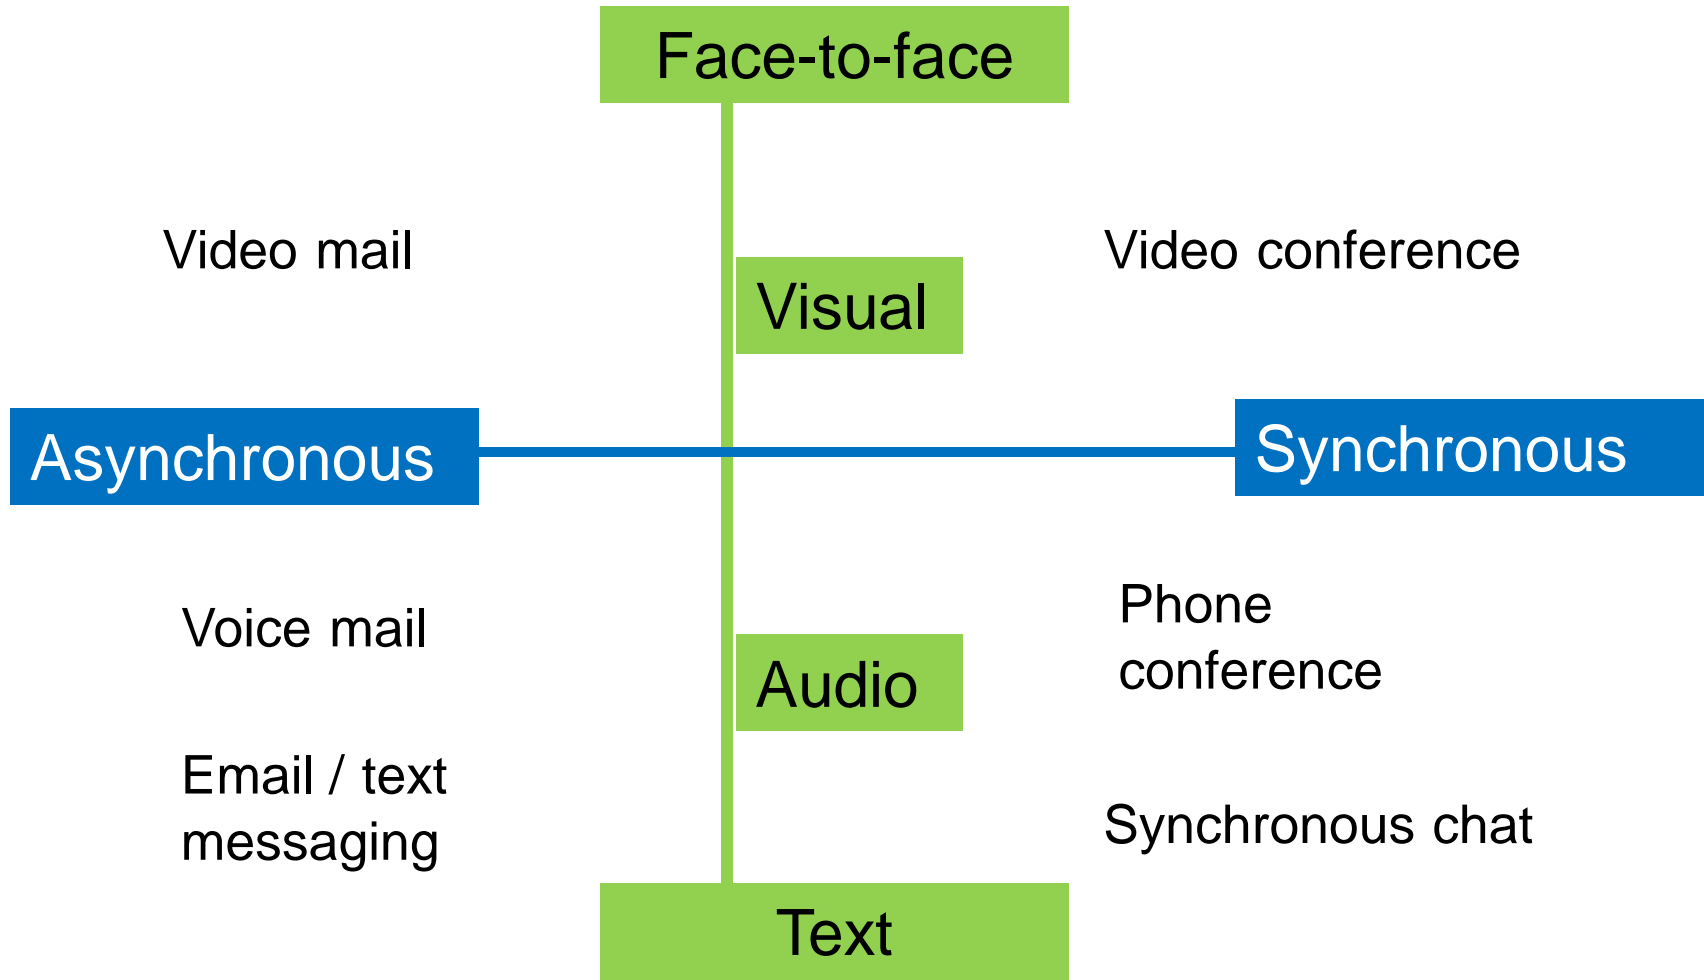 Face-to-face
Video mail
Video conference
Visual
Asynchronous
Synchronous
Voice mail
Phone
conference
Audio
Email / text
messaging
Synchronous chat
Text